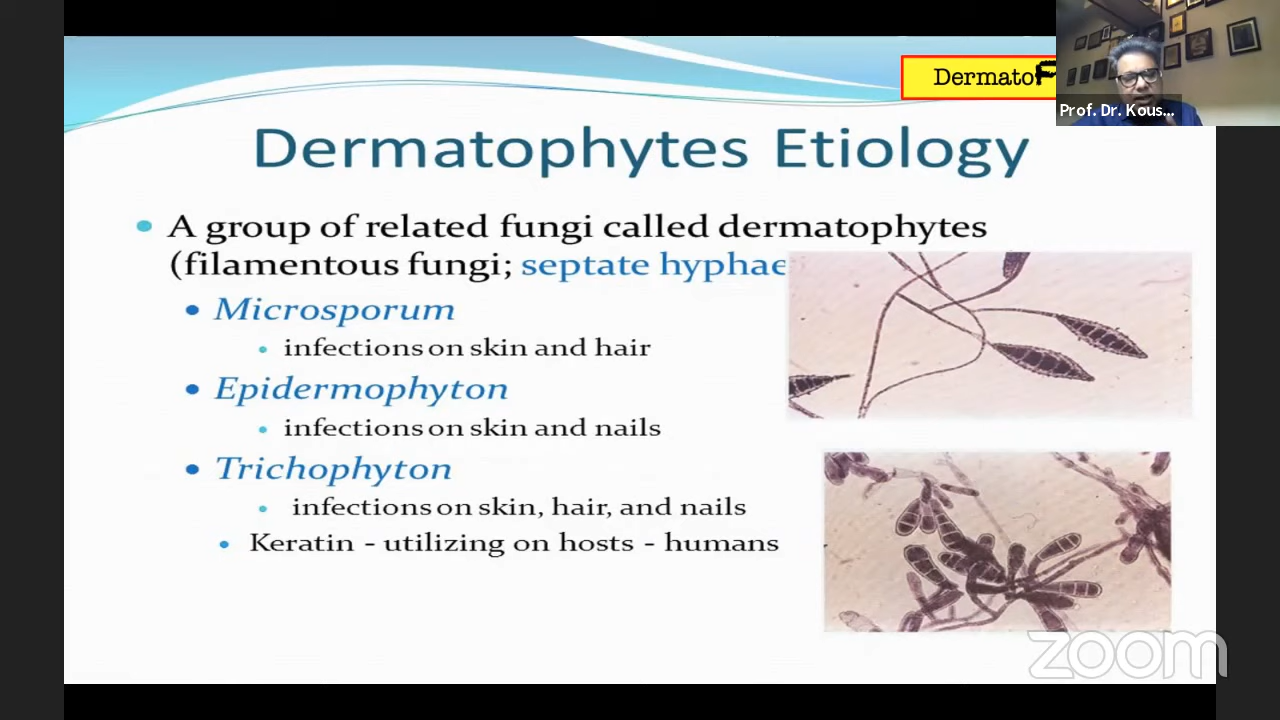 Dermato
Prof. Dr. Kous...
Dermatophytes Etiology
• A group of related fungi called dermatophytes
(filamentous fungi; septate hyphae
• Microsporum
• infections on skin and hair
• Epidermophyton
• infections on skin and nails
• Trichophyton
• infections on skin, hair, and nails
• Keratin - utilizing on hosts - humans
zoom